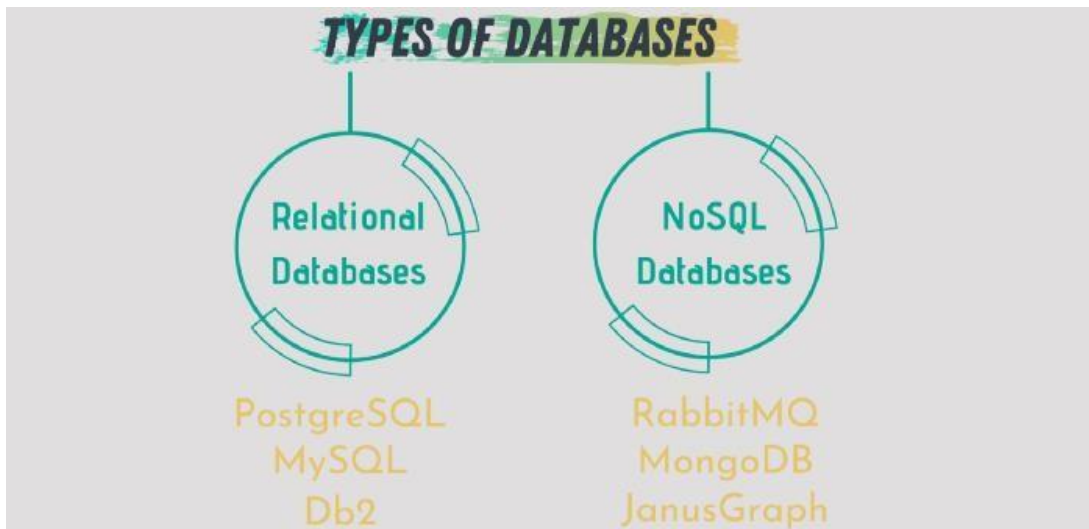 TYPES OF DATABASES
Relational
Databases
PostgreSQL
MySQL
Db2
NoSQL
Databases
RabbitMQ
MongoDB
JanusGraph